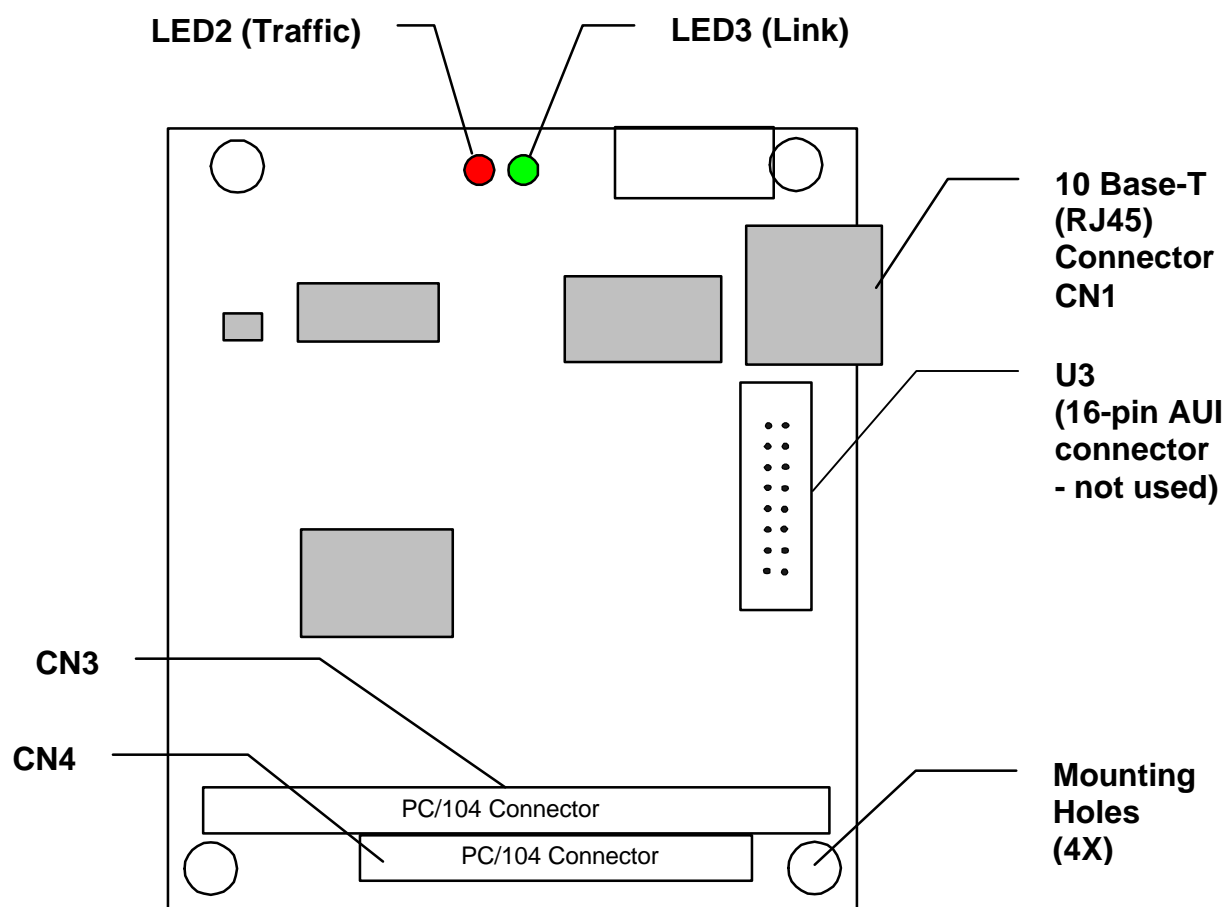 LED2 (Traffic)
LED3 (Link)
10 Base-T
(RJ45)
Connector
CN1
U3
(16-pin AUI
connector
- not used)
CN3
CN4
PC/104 Connector
PC/104 Connector
Mounting
Holes
(4X)